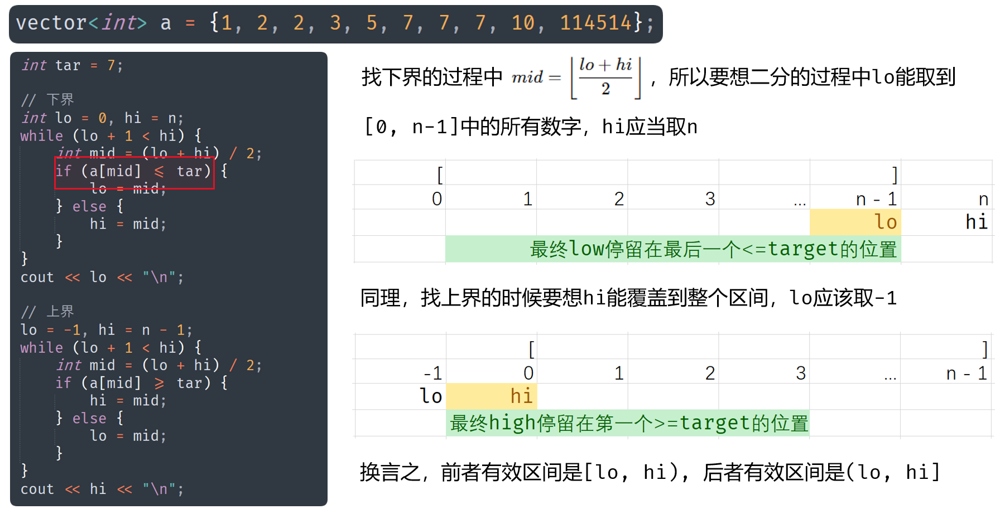 vector<int> a = {1, 2, 2, 3, 5, 7, 7, 7, 10, 114514};
int tar = 7;
// 下界
int lo = 0, hi = n;
while (lo + 1 < hi) {
int mid = (lo + hi) / 2;
if (a[mid] ⩽ tar) {
lo = mid;
} else {
hi = mid;
}
}
cout << lo << "\n";
// 上界
lo = -1, hi = n - 1;
while (lo + 1 < hi) {
int mid = (lo + hi) / 2;
if (a[mid] ⩾ tar) {
hi = mid;
} else {
lo = mid;
}
}
cout << hi << "\n";
找下界的过程中 mid = ⌊(lo + hi)/2⌋ ，所以要想二分的过程中lo能取到
[0, n-1]中的所有数字，hi应当取n
[ ]
0 1 2 3 ... n - 1 n
lo hi
最终low停留在最后一个<=target的位置
同理，找上界的时候要想hi能覆盖到整个区间，lo应该取-1
[ ]
-1 0 1 2 3 ... n - 1
lo hi
最终high停留在第一个>=target的位置
换言之，前者有效区间是[lo, hi)，后者有效区间是(lo, hi]